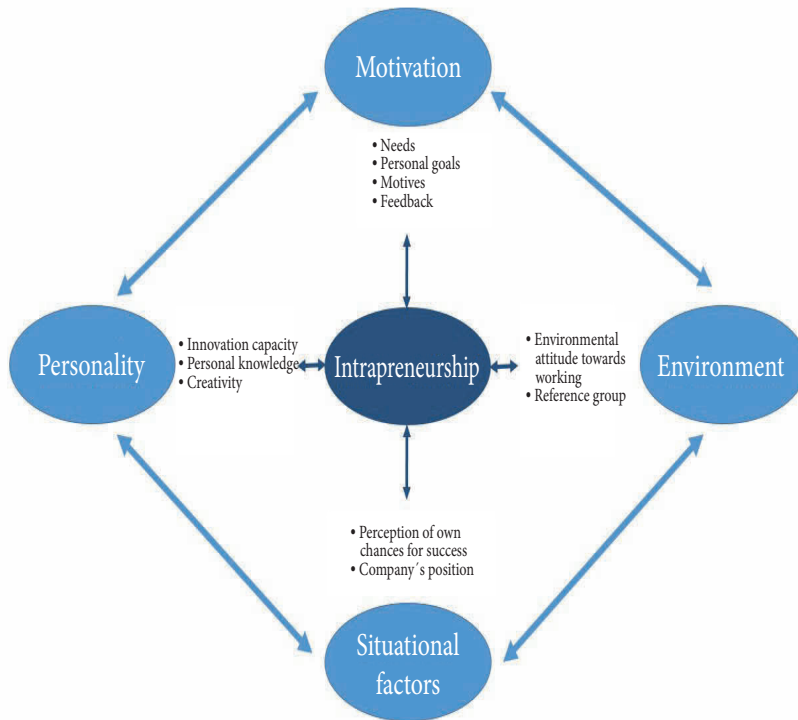 Motivation
• Needs
• Personal goals
• Motives
• Feedback
Personality
• Innovation capacity
• Personal knowledge
• Creativity
Intrapreneurship
• Environmental
attitude towards
working
• Reference group
Environment
• Perception of own
chances for success
• Company´s position
Situational
factors